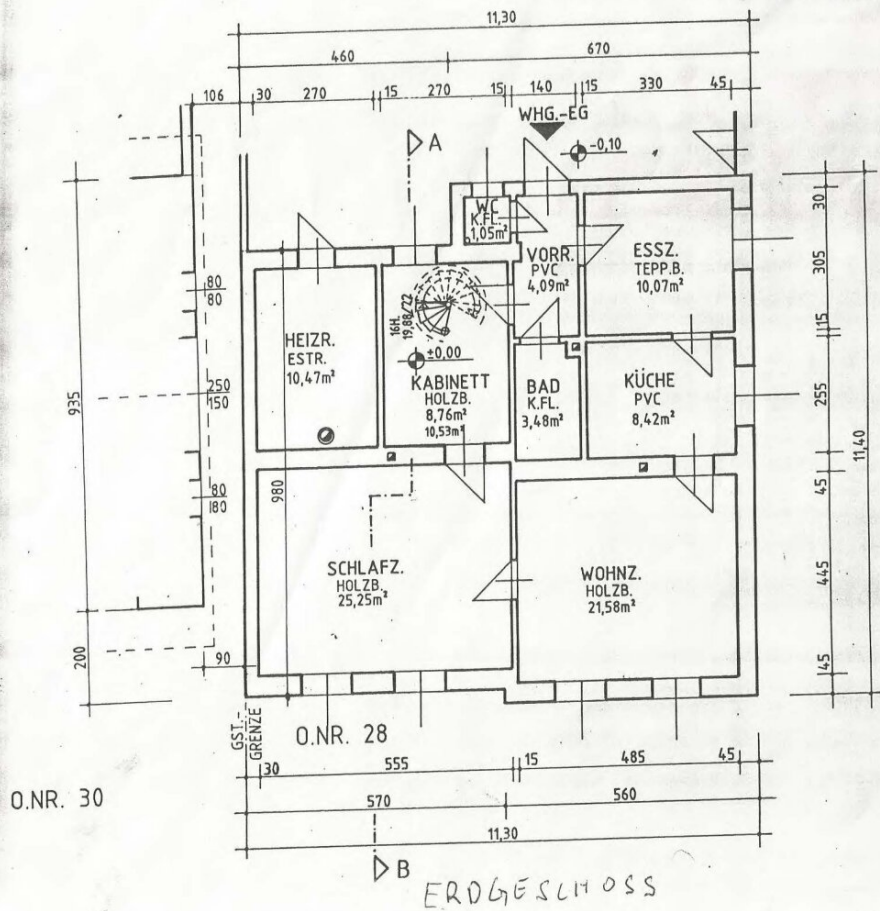 11,30
460 670
106 30 270 15 270 15 140 15 330 45
WHG.-EG
A
-0,10
WC
K.FL.
1,05m²
VORR.
PVC
4,09m²
ESSZ.
TEPP.B.
10,07m²
30
305
15
255
45
445
45
11,40
80
80
250
150
80
80
935
200
90
980
HEIZR.
ESTR.
10,47m²
16H.
19,88/22
±0,00
KABINETT
HOLZB.
8,76m²
10,53m²
BAD
K.FL.
3,48m²
KÜCHE
PVC
8,42m²
SCHLAFZ.
HOLZB.
25,25m²
WOHNZ.
HOLZB.
21,58m²
GST.-
GRENZE
O.NR. 28
O.NR. 30
30 555 15 485 45
570 560
11,30
B
ERDGESCHOSS